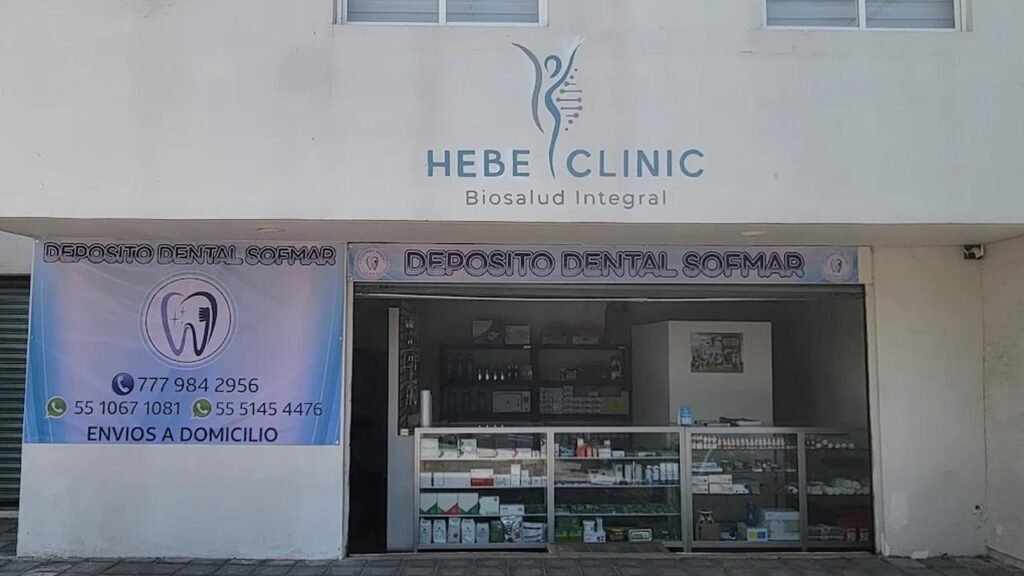 HEBE CLINIC
Biosalud Integral
DEPOSITO DENTAL SOFMAR
777 984 2956
55 1067 1081 55 5145 4476
ENVIOS A DOMICILIO
DEPOSITO DENTAL SOFMAR